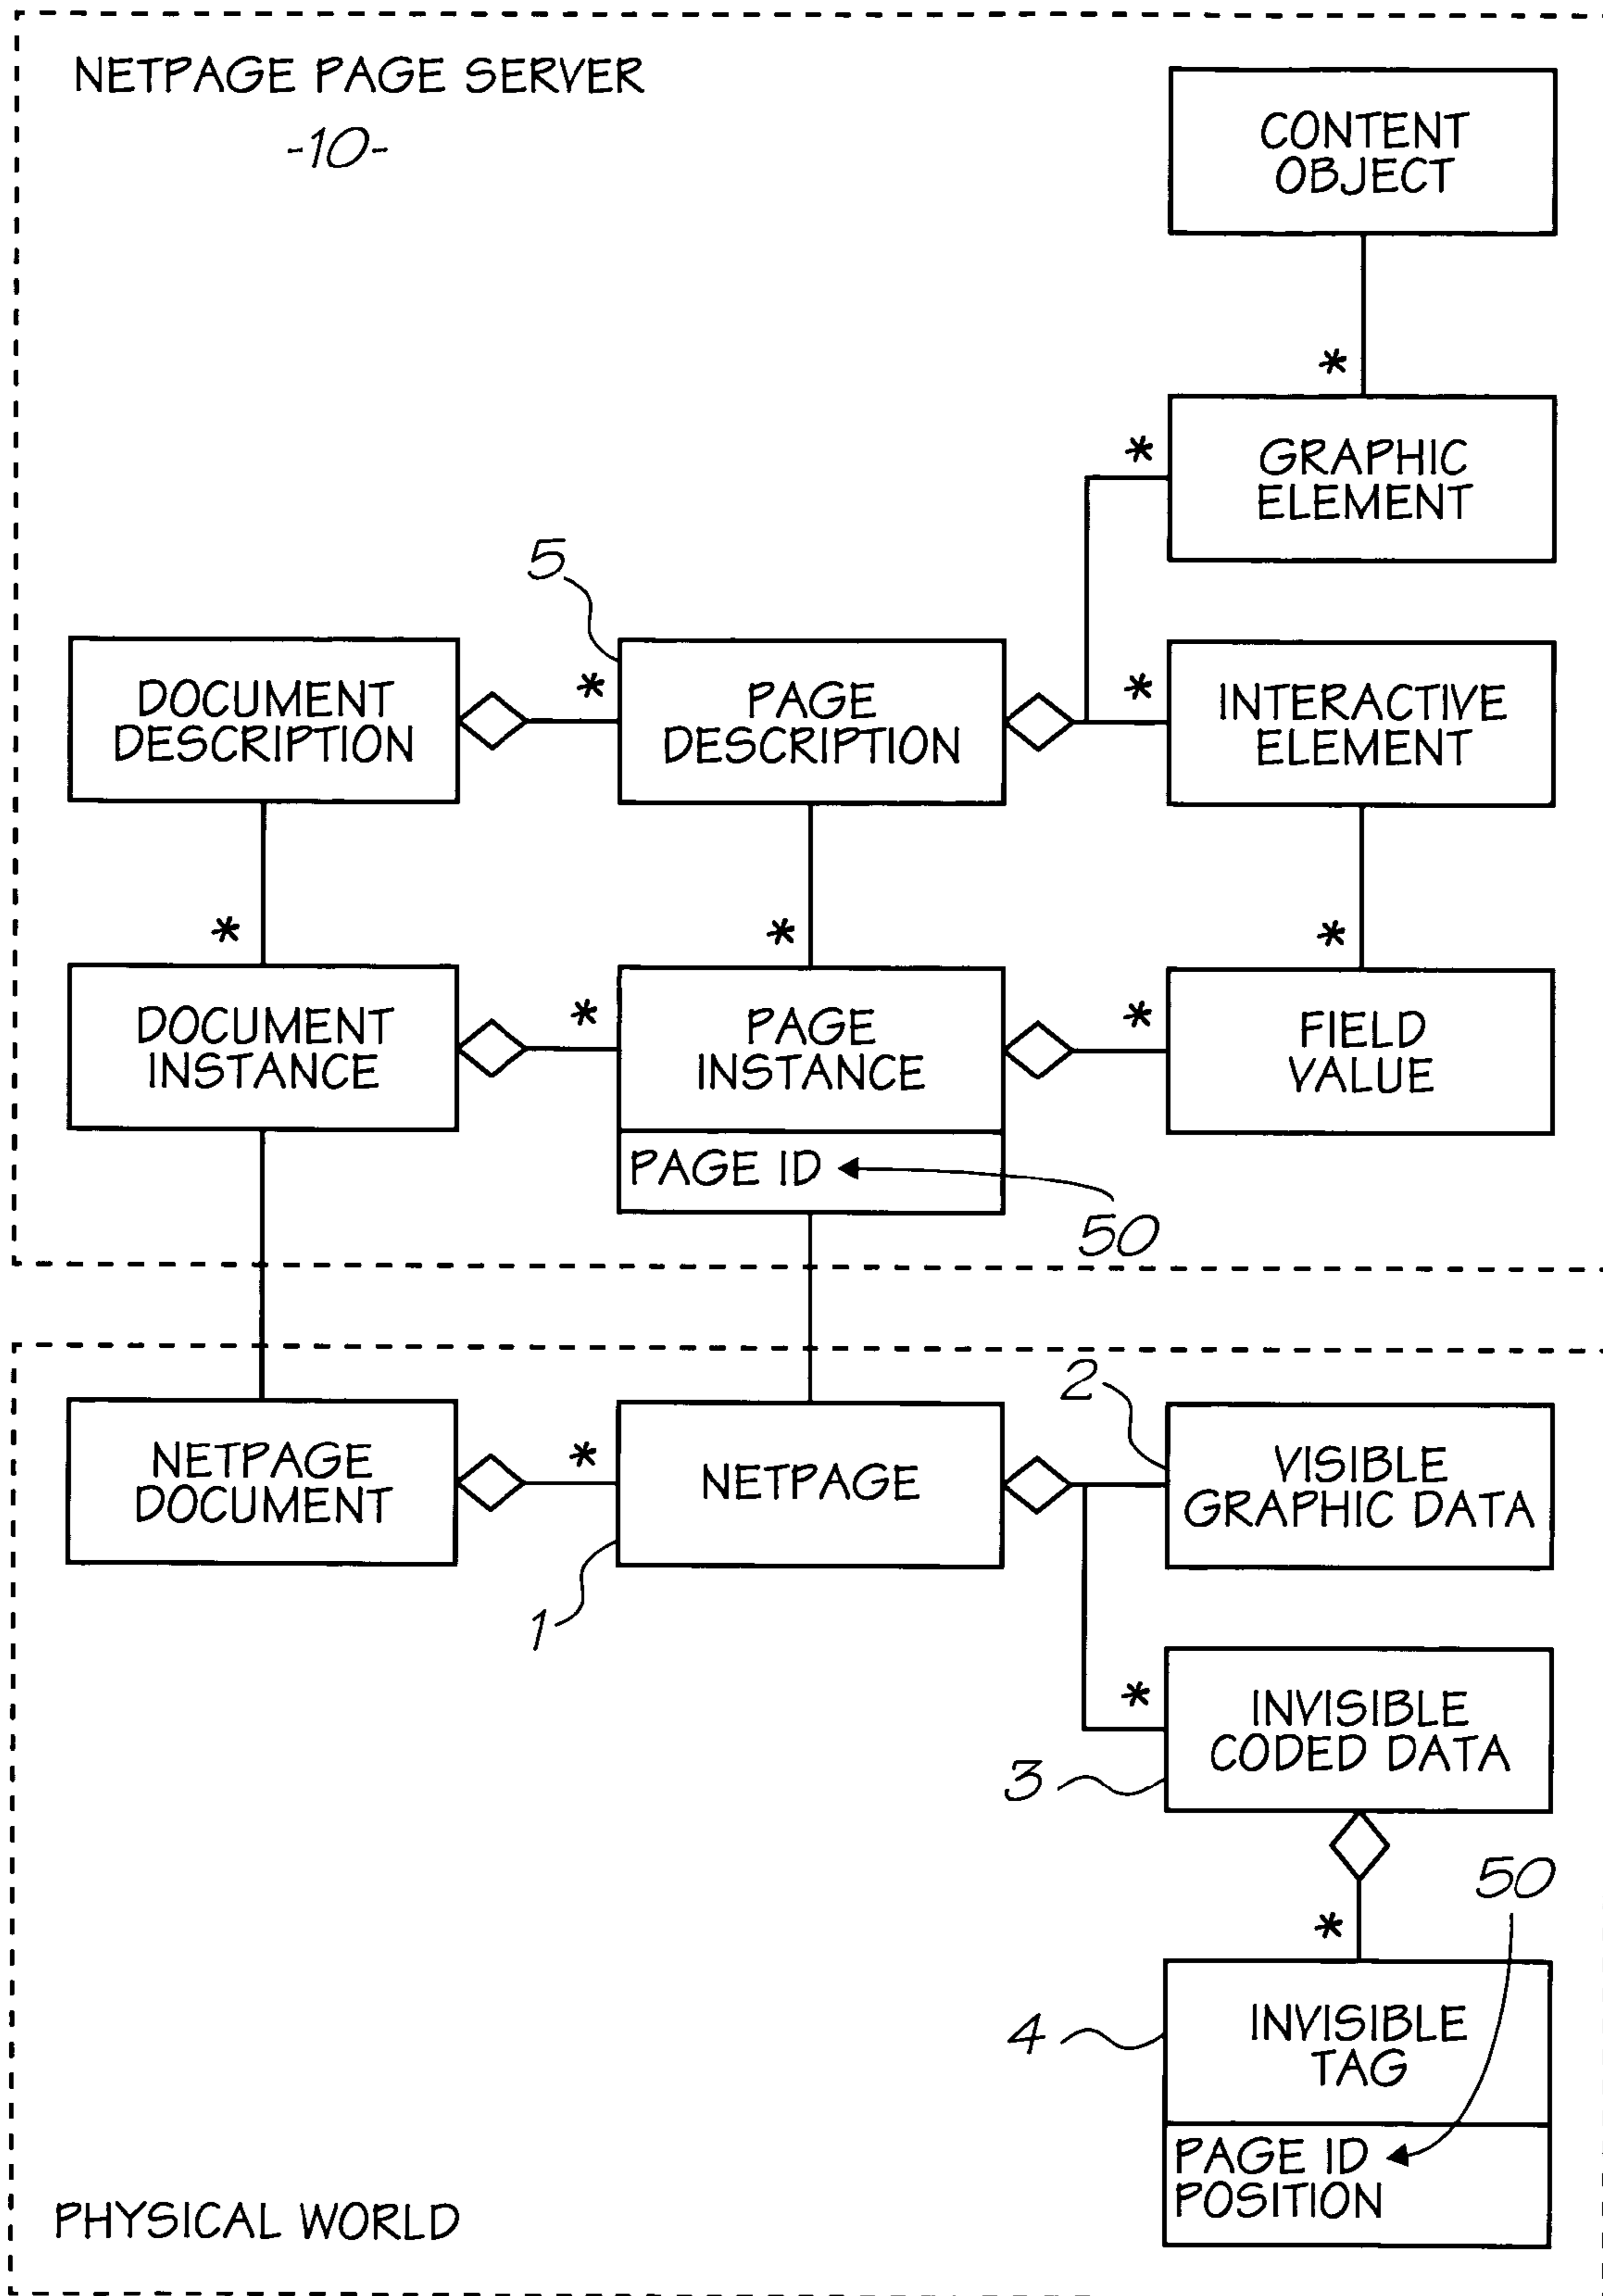 NETPAGE PAGE SERVER
-10-
CONTENT
OBJECT
*
*
GRAPHIC
ELEMENT
5
DOCUMENT
DESCRIPTION
*
PAGE
DESCRIPTION
*
INTERACTIVE
ELEMENT
*
*
*
DOCUMENT
INSTANCE
*
PAGE
INSTANCE
*
FIELD
VALUE
PAGE ID
50
2
NETPAGE
DOCUMENT
*
NETPAGE
VISIBLE
GRAPHIC DATA
1
*
INVISIBLE
CODED DATA
3
50
*
4
INVISIBLE
TAG
PAGE ID
POSITION
PHYSICAL WORLD